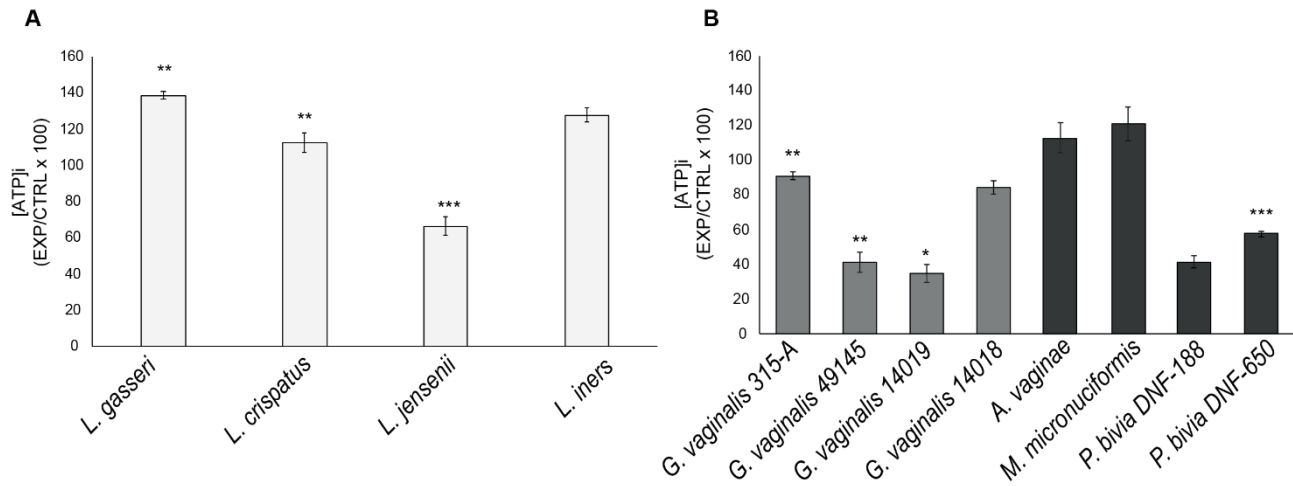 A
160
140
120
100
80
60
40
20
0
[ATP]i
(EXP/CTRL x 100)
**
**
***
L. gasseri
L. crispatus
L. jensenii
L. iners
B
160
140
120
100
80
60
40
20
0
[ATP]i
(EXP/CTRL x 100)
**
**
*
***
G. vaginalis 315-A
G. vaginalis 49145
G. vaginalis 14019
G. vaginalis 14018
A. vaginae
M. micronuciformis
P. bivia DNF-188
P. bivia DNF-650